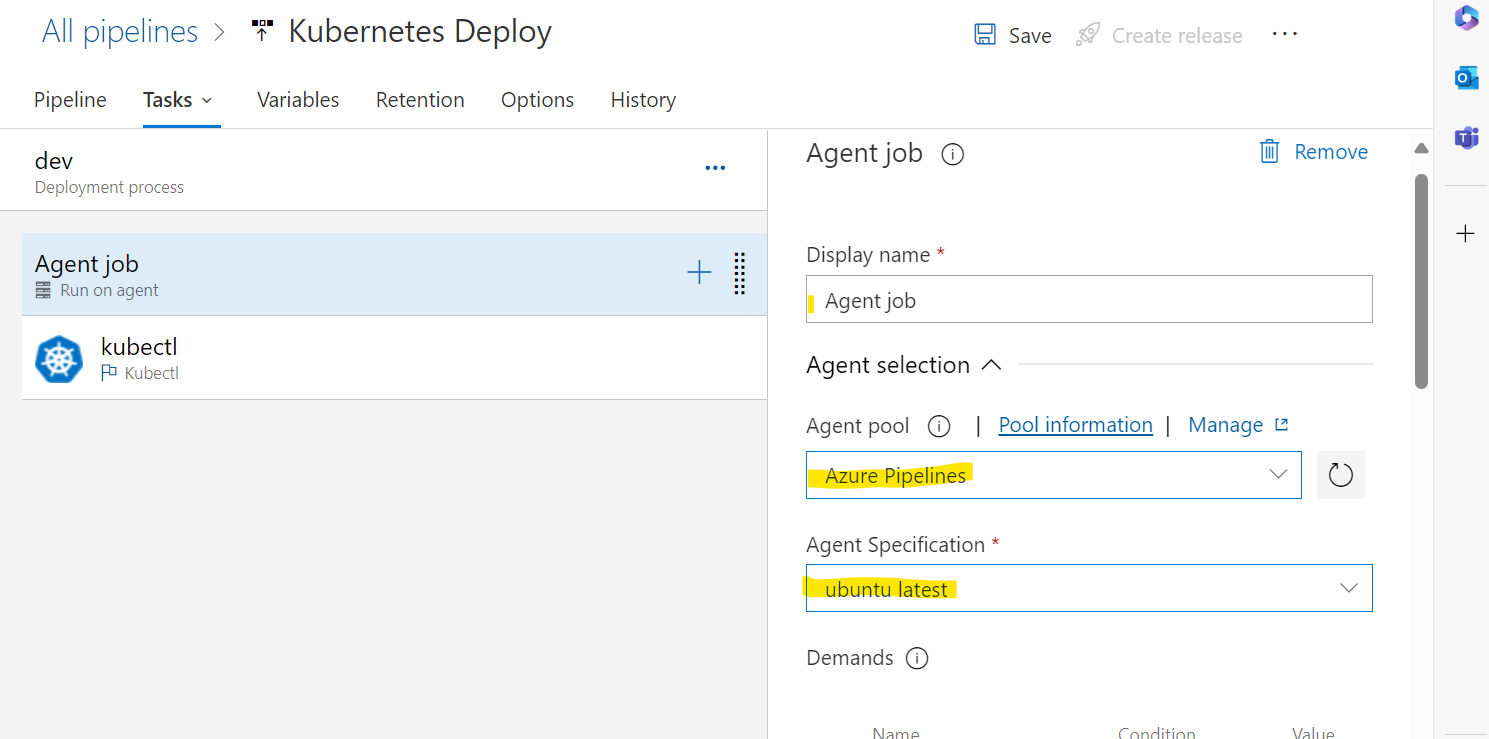 All pipelines > Kubernetes Deploy
Save Create release ...
Pipeline Tasks Variables Retention Options History
dev
Deployment process
Agent job
Run on agent
kubectl
Kubectl
Agent job
Remove
Display name *
Agent job
Agent selection
Agent pool | Pool information | Manage
Azure Pipelines
Agent Specification *
ubuntu latest
Demands
Name Condition Value